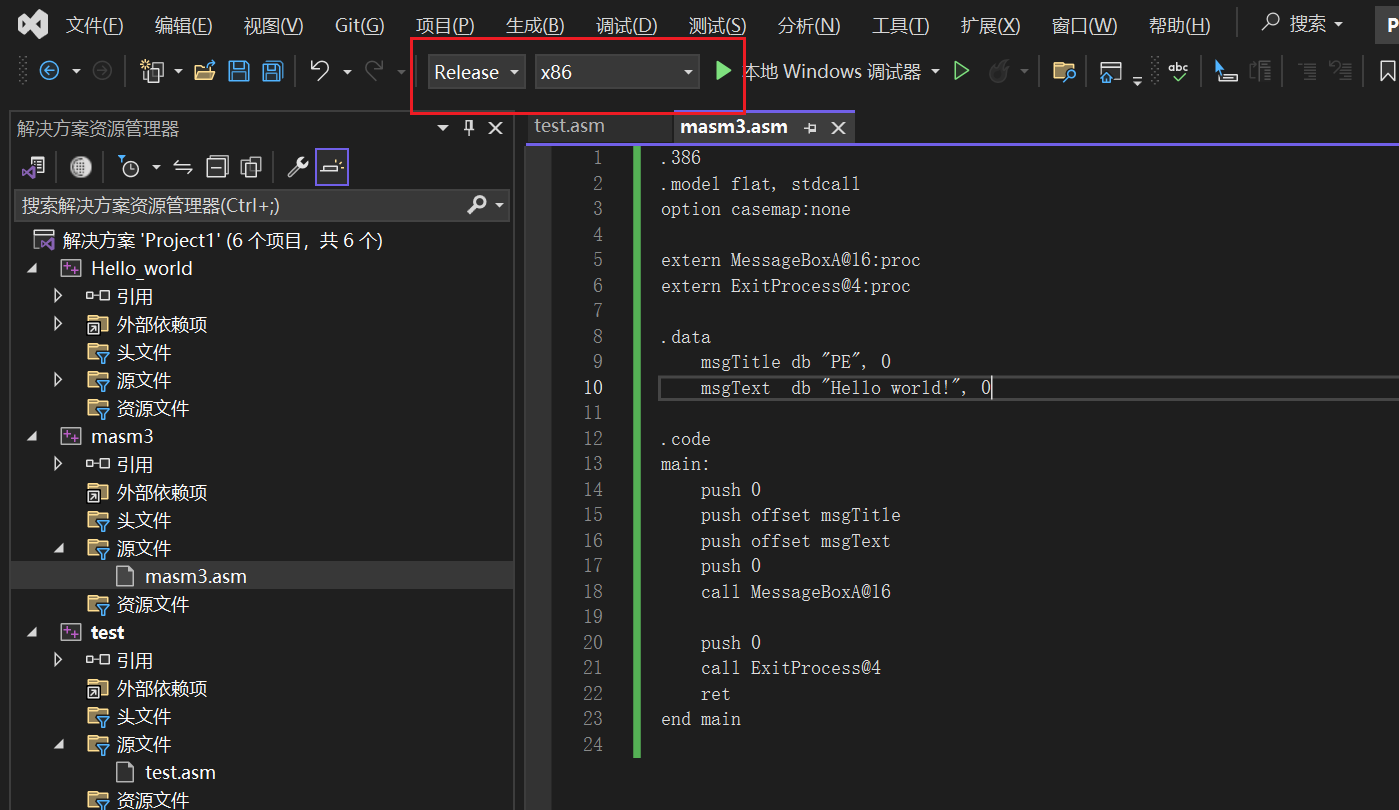 文件(F) 编辑(E) 视图(V) Git(G) 项目(P) 生成(B) 调试(D) 测试(S) 分析(N) 工具(T) 扩展(X) 窗口(W) 帮助(H) 搜索 P
Release x86 本地 Windows 调试器 abc
解决方案资源管理器
搜索解决方案资源管理器(Ctrl+;)
解决方案 'Project1' (6 个项目，共 6 个)
Hello_world
引用
外部依赖项
头文件
源文件
资源文件
masm3
引用
外部依赖项
头文件
源文件
masm3.asm
资源文件
test
引用
外部依赖项
头文件
源文件
test.asm
资源文件
test.asm masm3.asm
1 .386
2 .model flat, stdcall
3 option casemap:none
4
5 extern MessageBoxA@16:proc
6 extern ExitProcess@4:proc
7
8 .data
9 msgTitle db "PE", 0
10 msgText  db "Hello world!", 0
11
12 .code
13 main:
14 push 0
15 push offset msgTitle
16 push offset msgText
17 push 0
18 call MessageBoxA@16
19
20 push 0
21 call ExitProcess@4
22 ret
23 end main
24